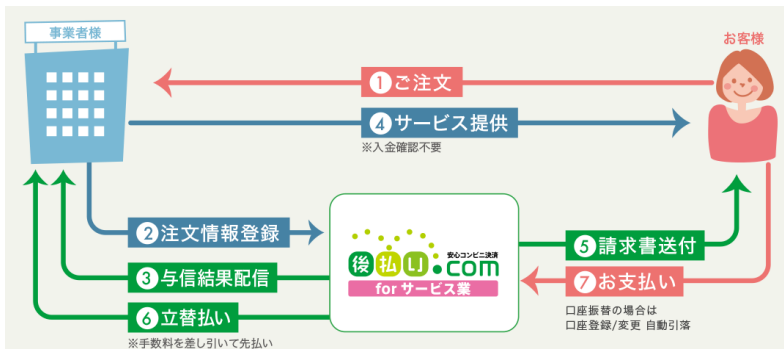 事業者様
お客様
①ご注文
④サービス提供
※入金確認不要
②注文情報登録
安心コンビニ決済
後払い.com
for サービス業
⑤請求書送付
③与信結果配信
⑦お支払い
口座振替の場合は
口座登録/変更 自動引落
⑥立替払い
※手数料を差し引いて先払い